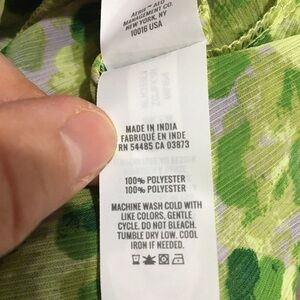 AERIE™ AEO
MANAGEMENT CO.
NEW YORK, NY
10016 USA
MADE IN INDIA
FABRIQUÉ EN INDE
RN 54485 CA 03873
100% POLYESTER
100% POLYESTER
MACHINE WASH COLD WITH
LIKE COLORS, GENTLE
CYCLE. DO NOT BLEACH.
TUMBLE DRY LOW. COOL
IRON IF NEEDED.